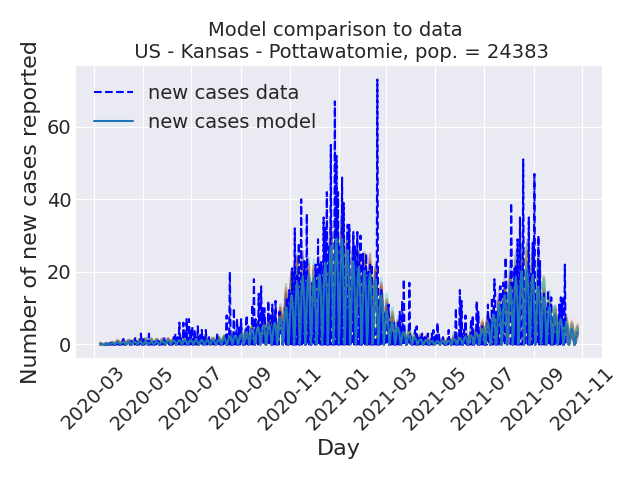 Model comparison to data
US - Kansas - Pottawatomie, pop. = 24383
new cases data
new cases model
Number of new cases reported
60
40
20
0
2020-03
2020-05
2020-07
2020-09
2020-11
2021-01
2021-03
2021-05
2021-07
2021-09
2021-11
Day